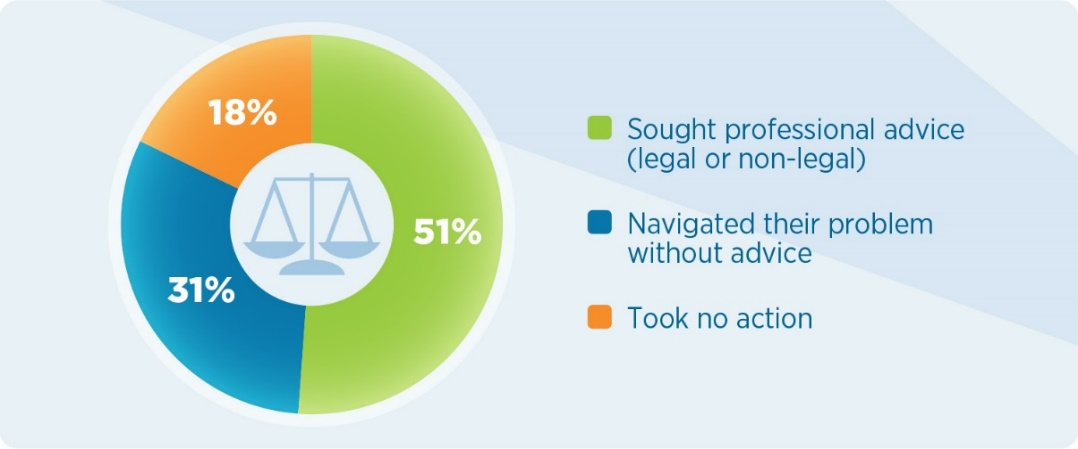 18%
51%
31%
Sought professional advice
(legal or non-legal)
Navigated their problem
without advice
Took no action